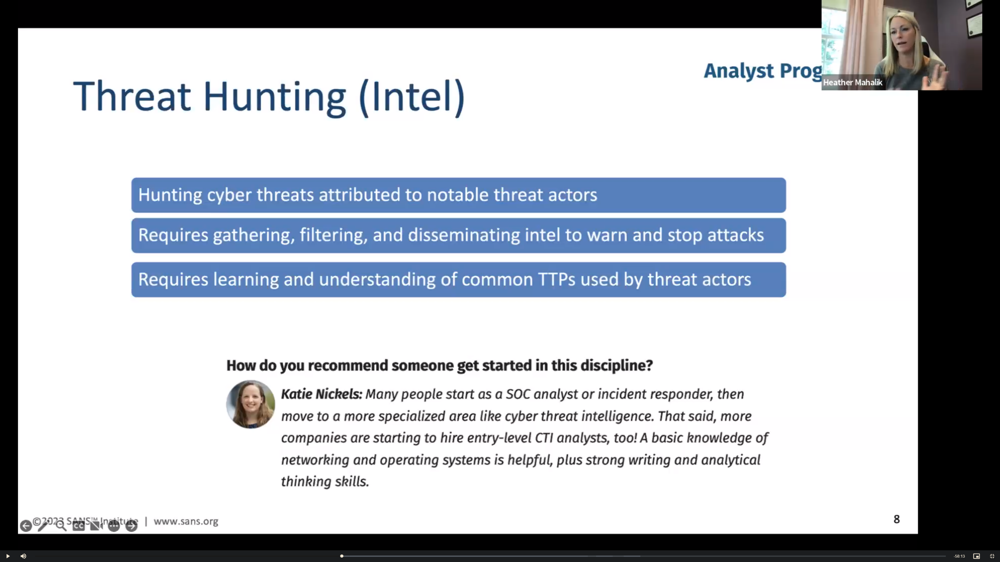 Analyst Prog
Heather Mahalik
Threat Hunting (Intel)
Hunting cyber threats attributed to notable threat actors
Requires gathering, filtering, and disseminating intel to warn and stop attacks
Requires learning and understanding of common TTPs used by threat actors
How do you recommend someone get started in this discipline?
Katie Nickels: Many people start as a SOC analyst or incident responder, then
move to a more specialized area like cyber threat intelligence. That said, more
companies are starting to hire entry-level CTI analysts, too! A basic knowledge of
networking and operating systems is helpful, plus strong writing and analytical
thinking skills.
©2023 SANS™ Institute | www.sans.org
CC
8
-58:13